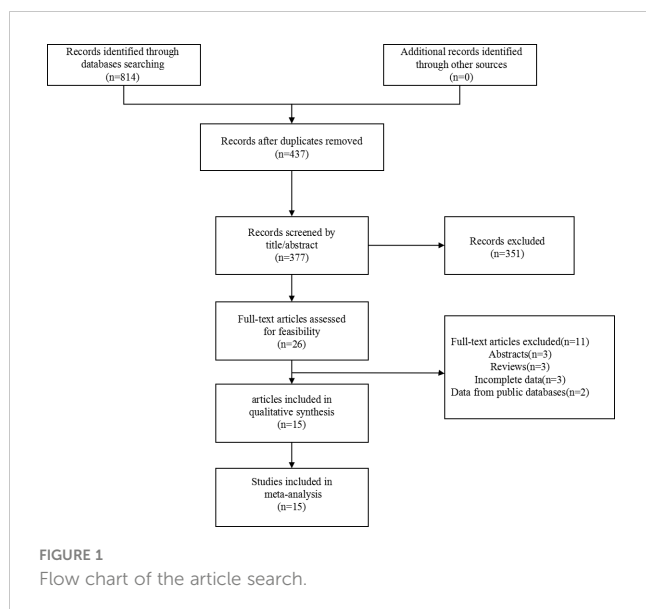 Records identified through
databases searching
(n=814)
Additional records identified
through other sources
(n=0)
Records after duplicates removed
(n=437)
Records screened by
title/abstract
(n=377)
Records excluded
(n=351)
Full-text articles assessed
for feasibility
(n=26)
Full-text articles excluded(n=11)
Abstracts(n=3)
Reviews(n=3)
Incomplete data(n=3)
Data from public databases(n=2)
articles included in
qualitative synthesis
(n=15)
Studies included in
meta-analysis
(n=15)
FIGURE 1
Flow chart of the article search.